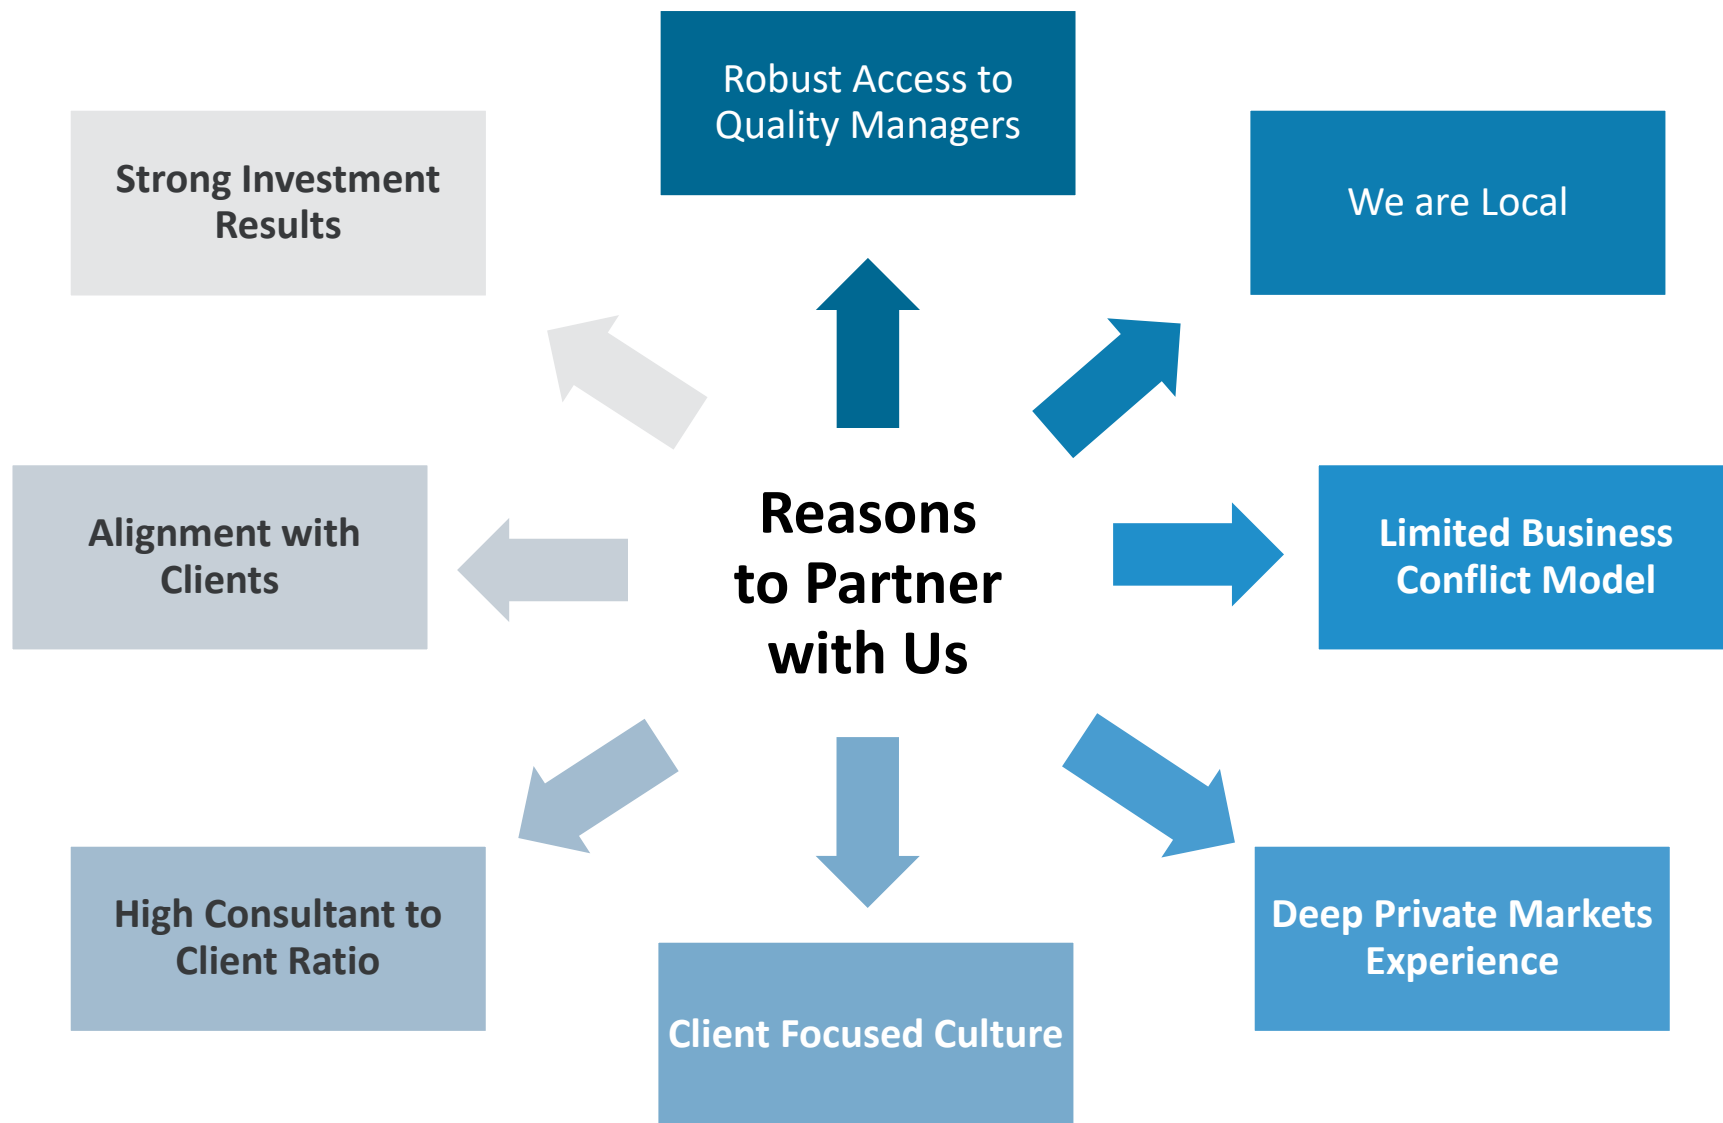 Robust Access to
Quality Managers
We are Local
Strong Investment
Results
Reasons
to Partner
with Us
Limited Business
Conflict Model
Alignment with
Clients
Deep Private Markets
Experience
High Consultant to
Client Ratio
Client Focused Culture